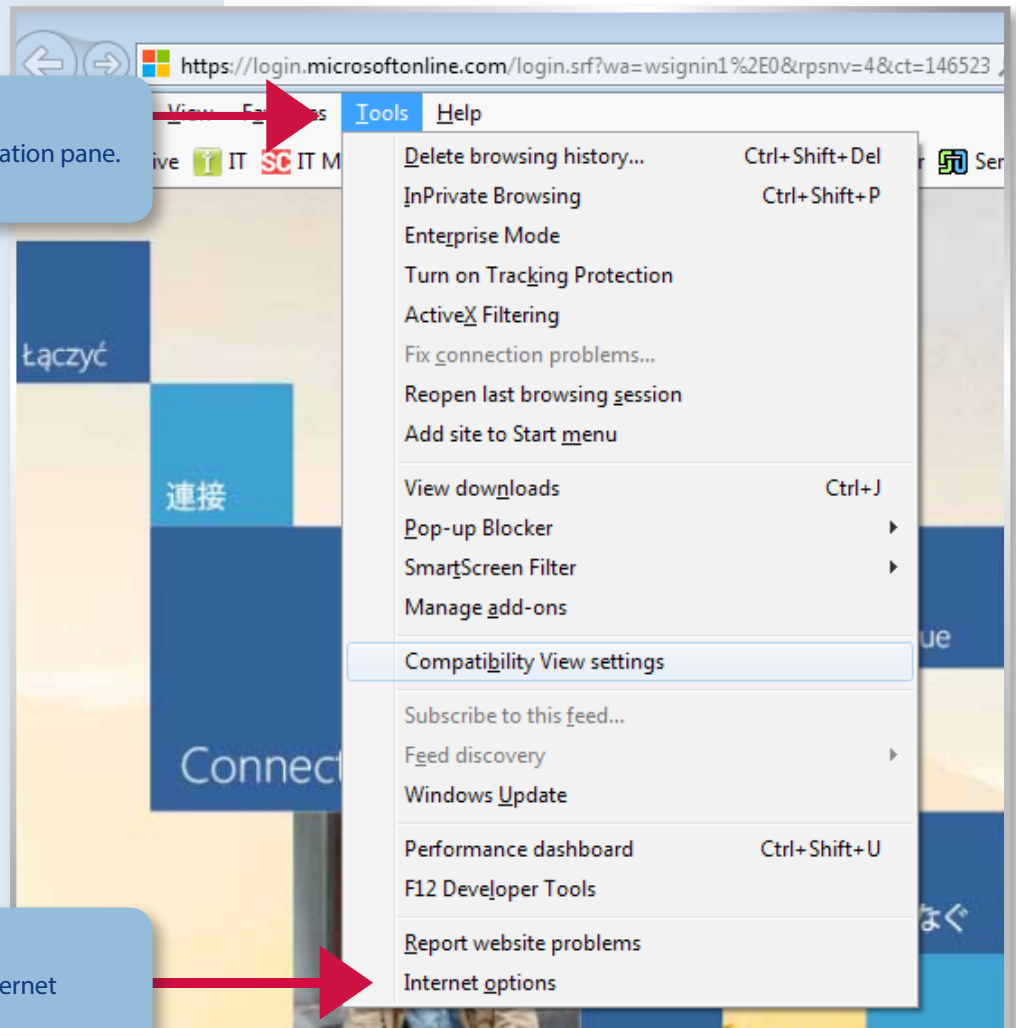 https://login.microsoftonline.com/login.srf?wa=wsignin1%2E0&rpsnv=4&ct=146523
View Favorites Tools Help
ation pane.
ive IT SC IT M
Ser
Delete browsing history... Ctrl+Shift+Del
InPrivate Browsing Ctrl+Shift+P
Enterprise Mode
Turn on Tracking Protection
ActiveX Filtering
Fix connection problems...
Reopen last browsing session
Add site to Start menu
View downloads Ctrl+J
Pop-up Blocker
SmartScreen Filter
Manage add-ons
Compatibility View settings
Subscribe to this feed...
Feed discovery
Windows Update
Performance dashboard Ctrl+Shift+U
F12 Developer Tools
Report website problems
Internet options
Łączyć
連接
ue
Connect
なぐ
ernet